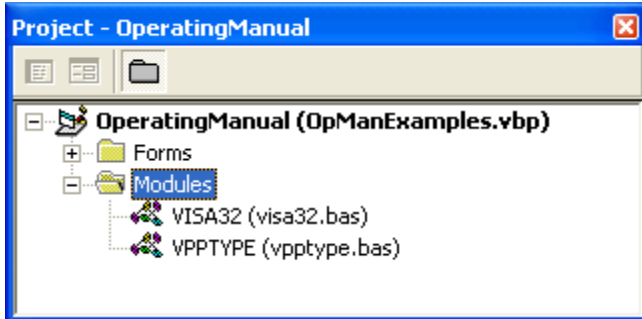 Project - OperatingManual
OperatingManual (OpManExamples.vbp)
Forms
Modules
VISA32 (visa32.bas)
VPPTYPE (vpptype.bas)